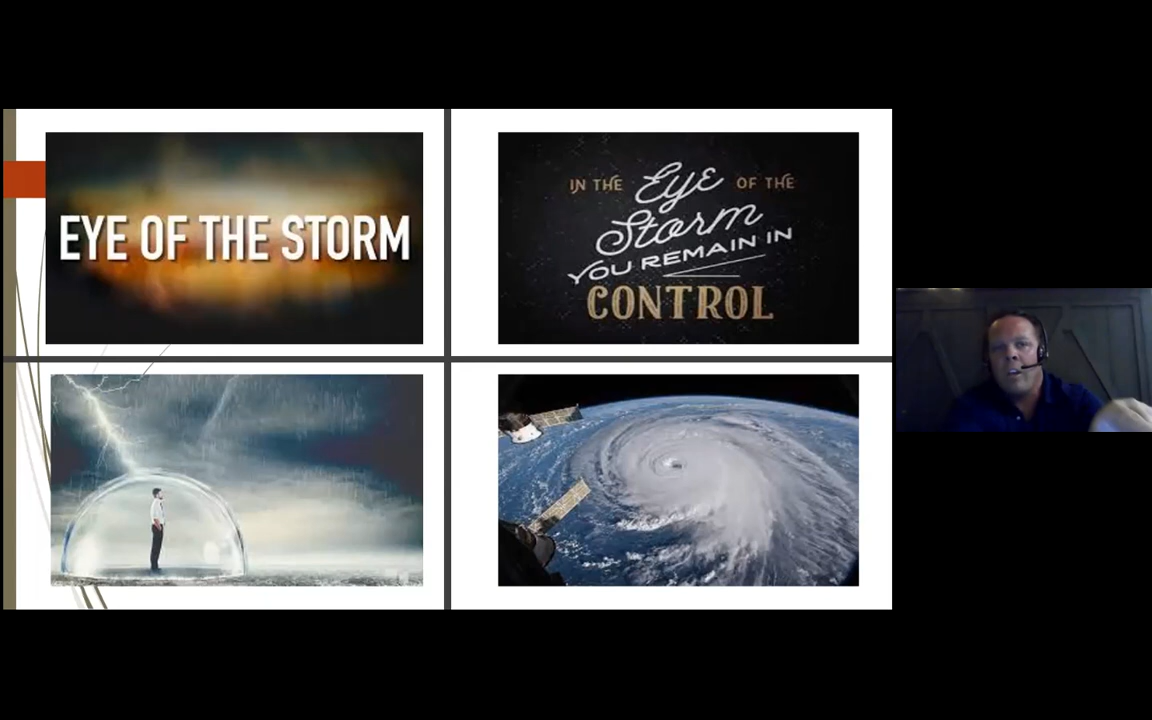 EYE OF THE STORM
IN THE Eye OF THE
Storm
YOU REMAIN IN
CONTROL